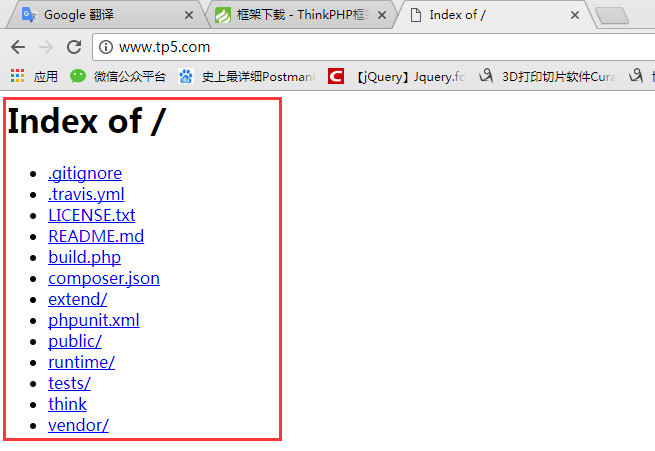 Google 翻译
框架下载 - ThinkPHP框架
Index of /
www.tp5.com
应用
微信公众平台
史上最详细Postman
【jQuery】Jquery.fo
3D打印切片软件Cura
Index of /
.gitignore
.travis.yml
LICENSE.txt
README.md
build.php
composer.json
extend/
phpunit.xml
public/
runtime/
tests/
think
vendor/